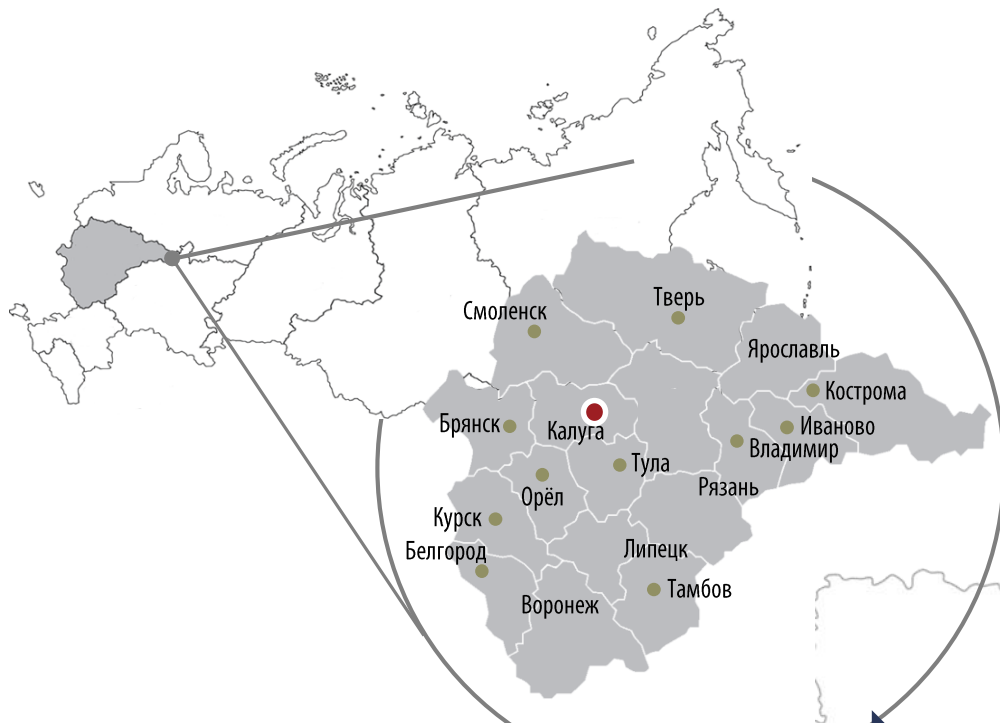 Тверь
Смоленск
Ярославль
Кострома
Брянск
Калуга
Иваново
Владимир
Тула
Рязань
Орёл
Курск
Белгород
Липецк
Тамбов
Воронеж